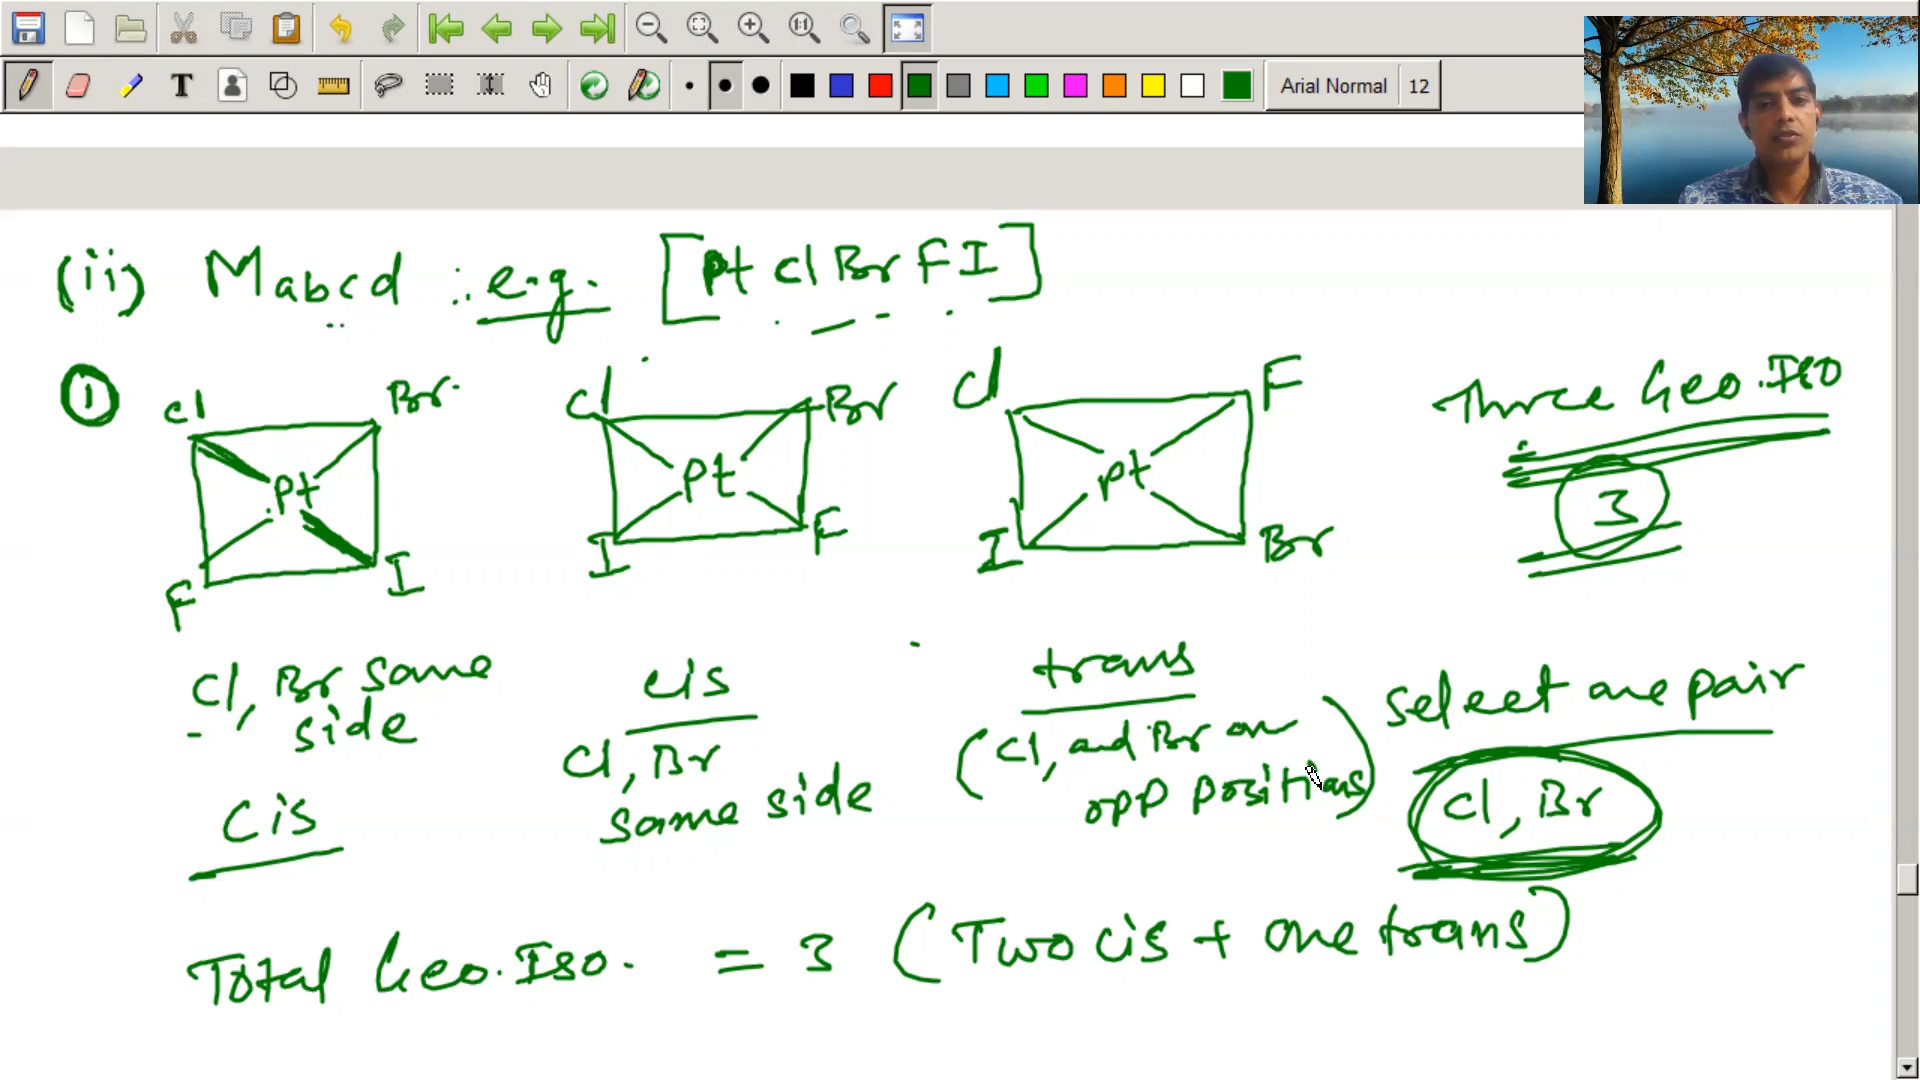 Arial Normal 12
(ii) Mabcd :. e.g. [Pt Cl Br F I]
① Cl Br Pt F I
Cl Br Pt I F
Cl F Pt I Br
Three Geo. Iso
3
Cl, Br same side
cis
cis
Cl, Br same side
trans
(Cl, and Br on opp positions)
select one pair
Cl, Br
Total Geo. Iso. = 3 (Two cis + one trans)